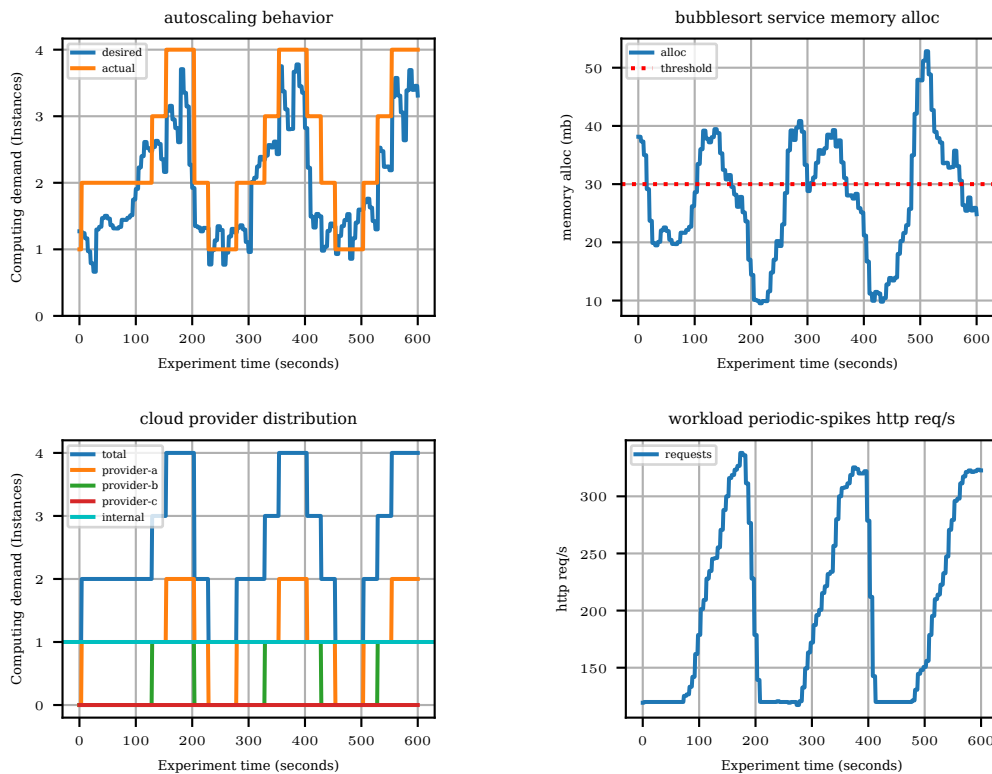 autoscaling behavior
desired
actual
Computing demand (Instances)
4
3
2
1
0
0 100 200 300 400 500 600
Experiment time (seconds)
bubblesort service memory alloc
alloc
threshold
memory alloc (mb)
50
40
30
20
10
0 100 200 300 400 500 600
Experiment time (seconds)
cloud provider distribution
total
provider-a
provider-b
provider-c
internal
Computing demand (Instances)
4
3
2
1
0
0 100 200 300 400 500 600
Experiment time (seconds)
workload periodic-spikes http req/s
requests
http req/s
300
250
200
150
0 100 200 300 400 500 600
Experiment time (seconds)